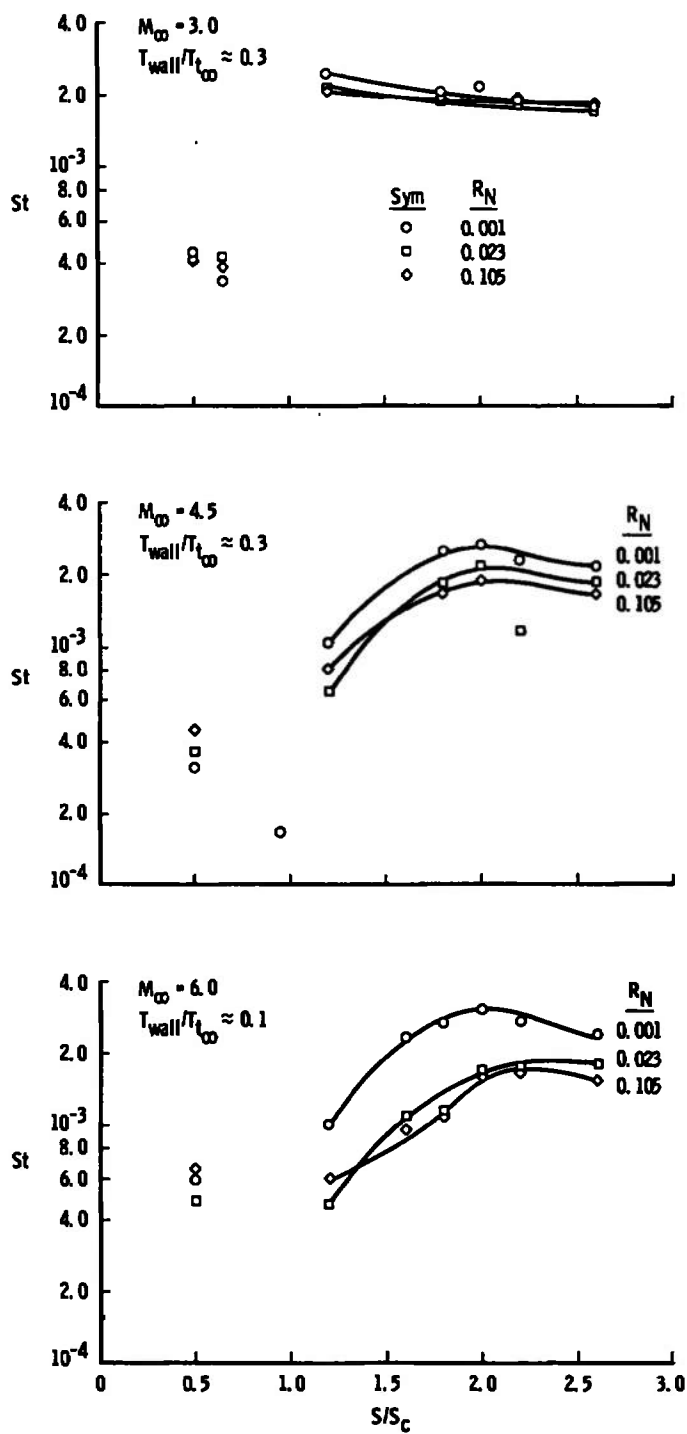 4.0
M∞ = 3.0
Twall/Tt∞ ≈ 0.3
2.0
10-3
8.0
St
6.0
4.0
2.0
10-4
Sym RN
○ 0.001
□ 0.023
◇ 0.105
4.0
M∞ = 4.5
Twall/Tt∞ ≈ 0.3
2.0
10-3
8.0
St
6.0
4.0
2.0
10-4
RN
0.001
0.023
0.105
4.0
M∞ = 6.0
Twall/Tt∞ ≈ 0.1
2.0
10-3
8.0
St
6.0
4.0
2.0
10-4
RN
0.001
0.023
0.105
0 0.5 1.0 1.5 2.0 2.5 3.0
S/Sc